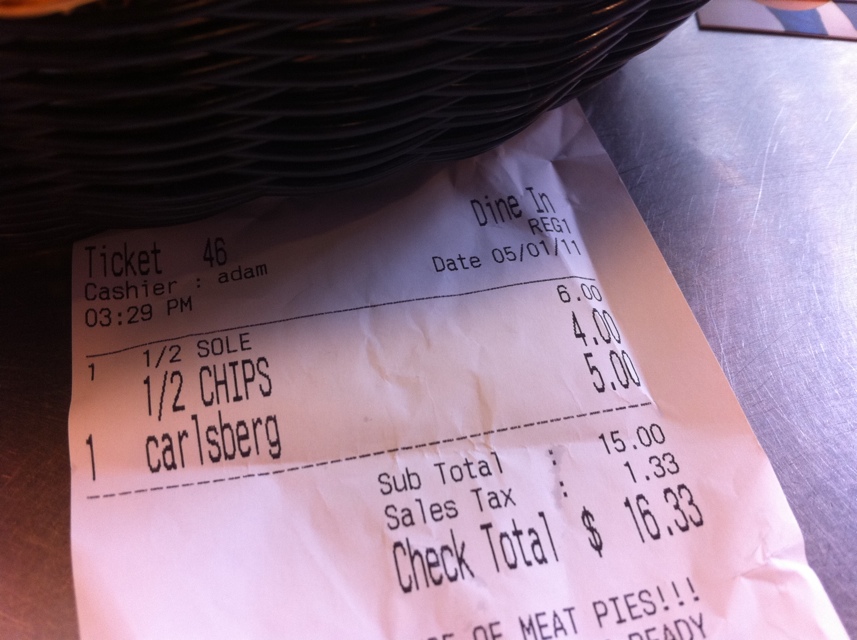 Dine In
Ticket 46 REG1
Cashier : adam Date 05/01/11
03:29 PM
1 1/2 SOLE 6.00
1/2 CHIPS 4.00
1 carlsberg 5.00
Sub Total : 15.00
Sales Tax : 1.33
Check Total $ 16.33
OF MEAT PIES!!!
READY